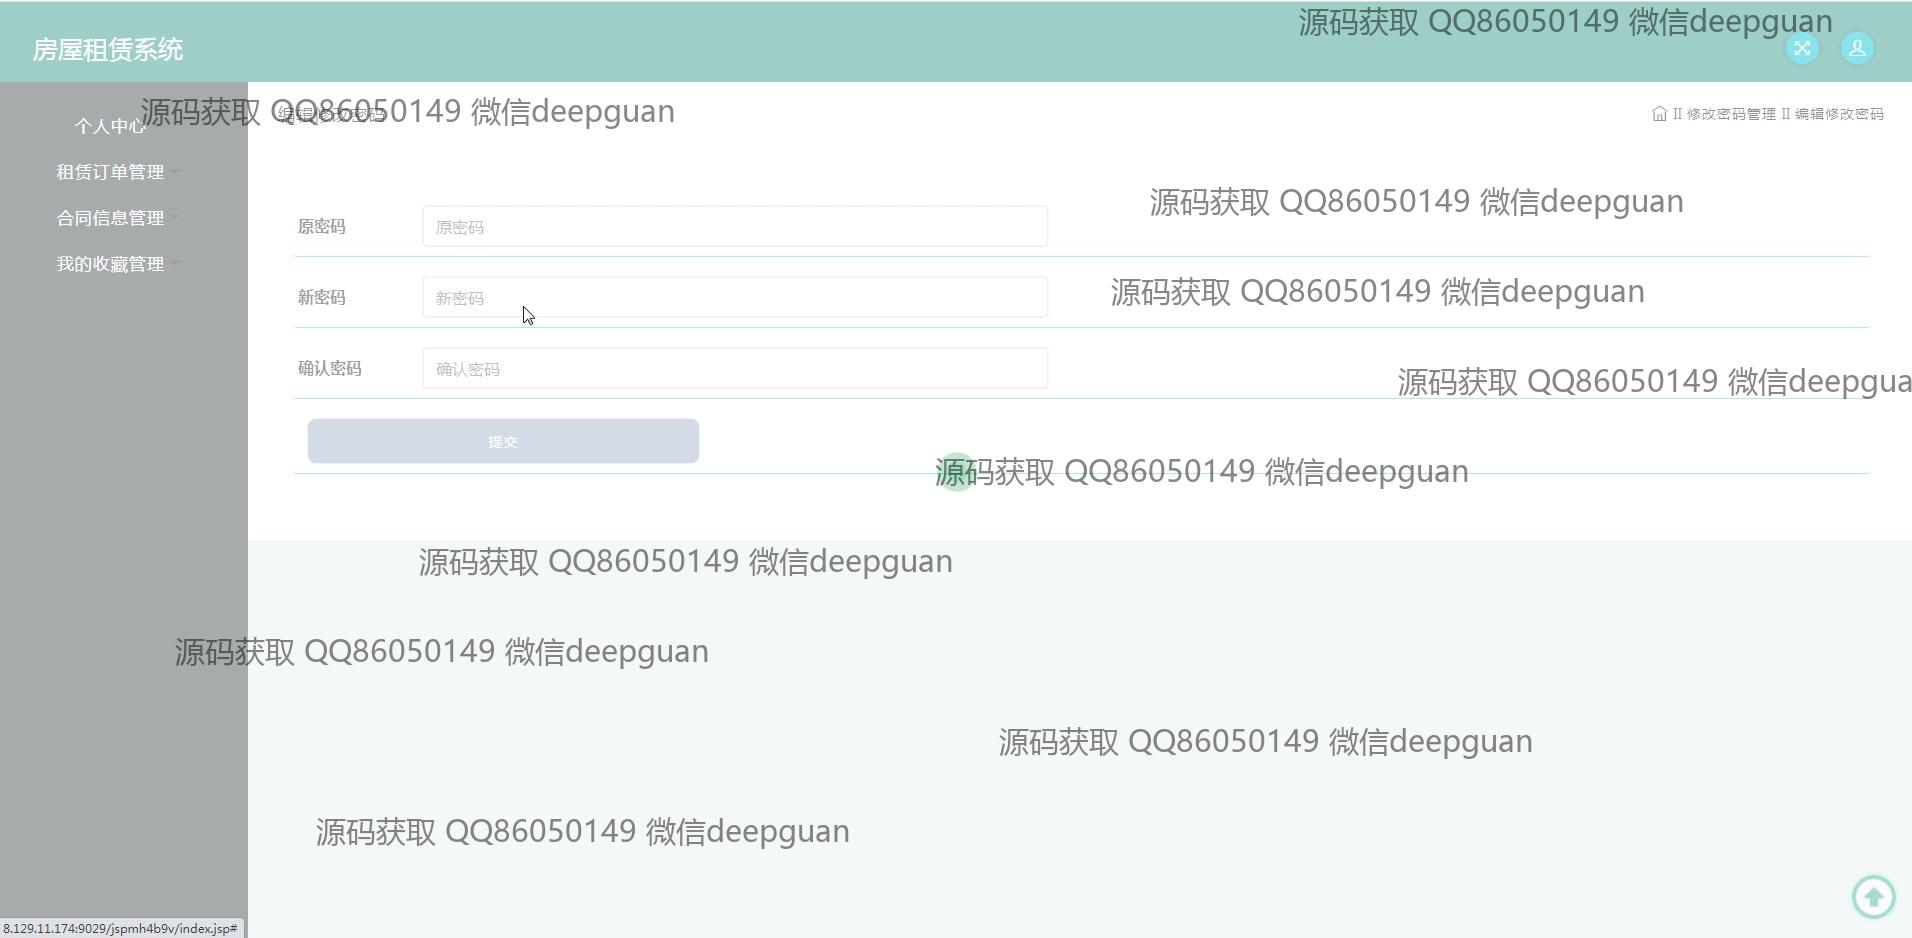 源码获取 QQ86050149 微信deepguan
房屋租赁系统
源码获取 QQ86050149 微信deepguan
编辑修改密码
II 修改密码管理 II 编辑修改密码
个人中心
租赁订单管理
合同信息管理
我的收藏管理
源码获取 QQ86050149 微信deepguan
原密码 原密码
源码获取 QQ86050149 微信deepguan
新密码 新密码
确认密码 确认密码
源码获取 QQ86050149 微信deepgua
提交
源码获取 QQ86050149 微信deepguan
源码获取 QQ86050149 微信deepguan
源码获取 QQ86050149 微信deepguan
源码获取 QQ86050149 微信deepguan
源码获取 QQ86050149 微信deepguan
8.129.11.174:9029/jspmh4b9v/index.jsp#